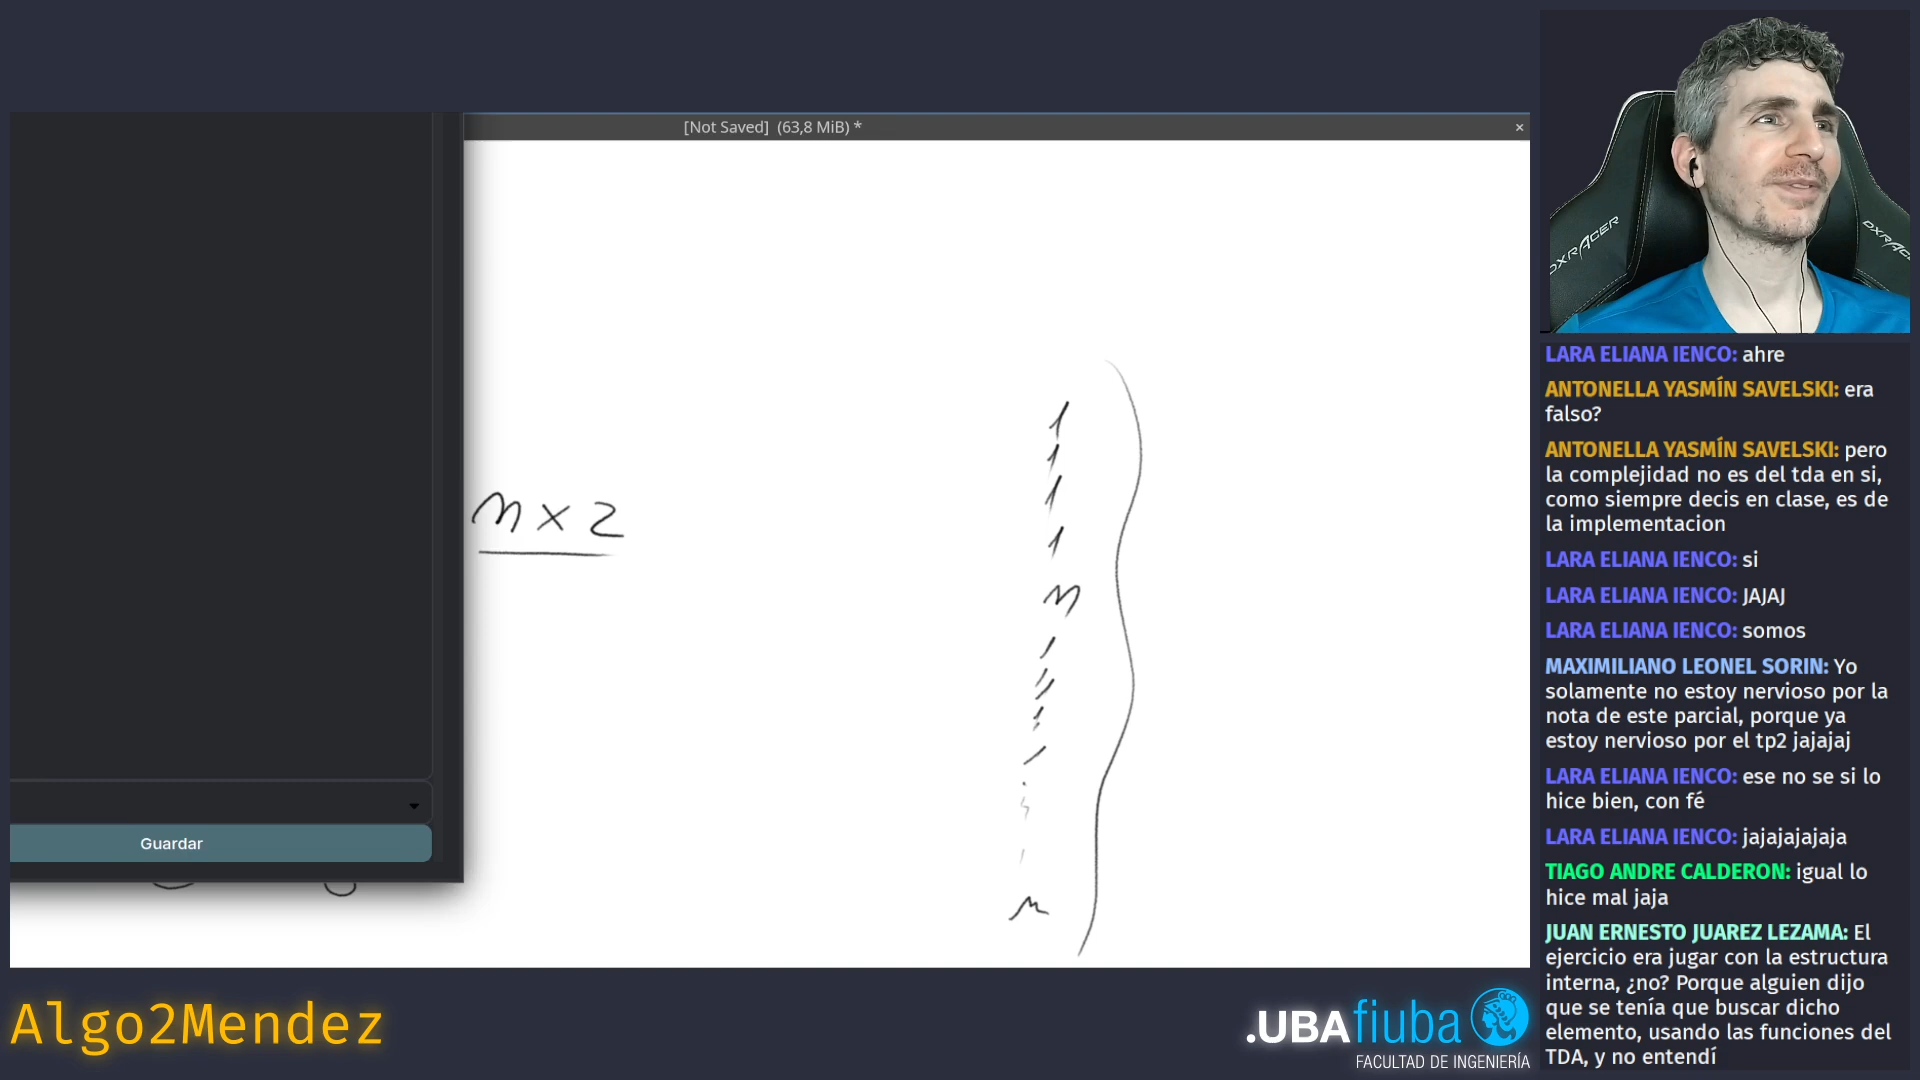 [Not Saved] (63,8 MiB) *
×
n x 2
1
1
1
1
n
n
Guardar
DXRACER
DXRAC
LARA ELIANA IENCO: ahre
ANTONELLA YASMÍN SAVELSKI: era
falso?
ANTONELLA YASMÍN SAVELSKI: pero
la complejidad no es del tda en si,
como siempre decis en clase, es de
la implementacion
LARA ELIANA IENCO: si
LARA ELIANA IENCO: JAJAJ
LARA ELIANA IENCO: somos
MAXIMILIANO LEONEL SORIN: Yo
solamente no estoy nervioso por la
nota de este parcial, porque ya
estoy nervioso por el tp2 jajajaj
LARA ELIANA IENCO: ese no se si lo
hice bien, con fé
LARA ELIANA IENCO: jajajajajaja
TIAGO ANDRE CALDERON: igual lo
hice mal jaja
JUAN ERNESTO JUAREZ LEZAMA: El
ejercicio era jugar con la estructura
interna, ¿no? Porque alguien dijo
que se tenía que buscar dicho
elemento, usando las funciones del
TDA, y no entendí
Algo2Mendez
.UBAfiuba
FACULTAD DE INGENIERÍA